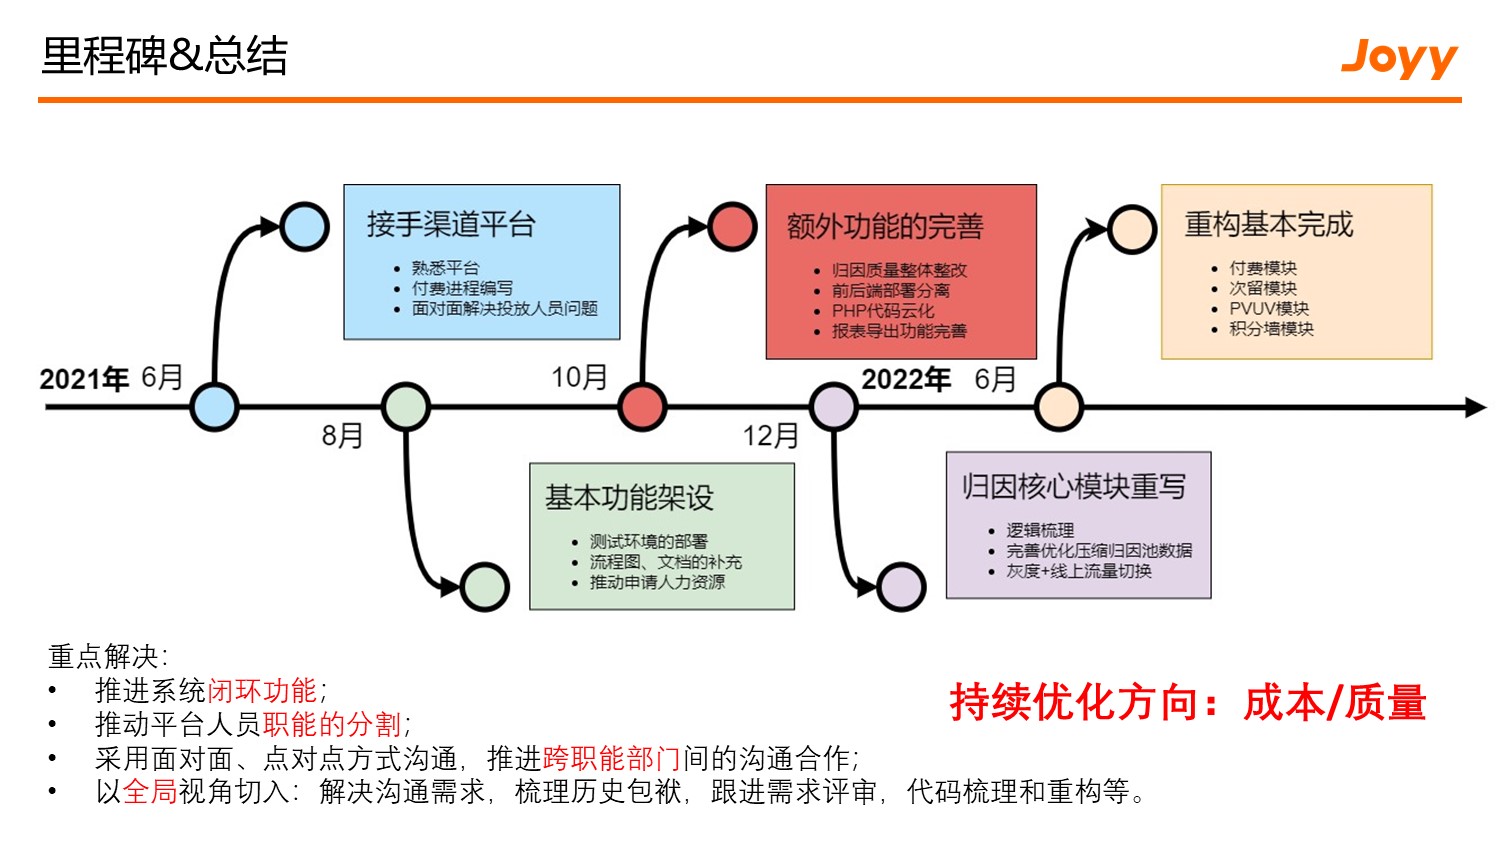 里程碑&总结
Joyy
接手渠道平台
熟悉平台
付费进程编写
面对面解决投放人员问题
额外功能的完善
归因质量整体整改
前后端部署分离
PHP代码云化
报表导出功能完善
重构基本完成
付费模块
次留模块
PVUV模块
积分墙模块
2021年 6月
10月
2022年 6月
8月
12月
基本功能架设
测试环境的部署
流程图、文档的补充
推动申请人力资源
归因核心模块重写
逻辑梳理
完善优化压缩归因池数据
灰度+线上流量切换
重点解决：
• 推进系统闭环功能；
• 推动平台人员职能的分割；
• 采用面对面、点对点方式沟通，推进跨职能部门间的沟通合作；
• 以全局视角切入：解决沟通需求，梳理历史包袱，跟进需求评审，代码梳理和重构等。
持续优化方向：成本/质量